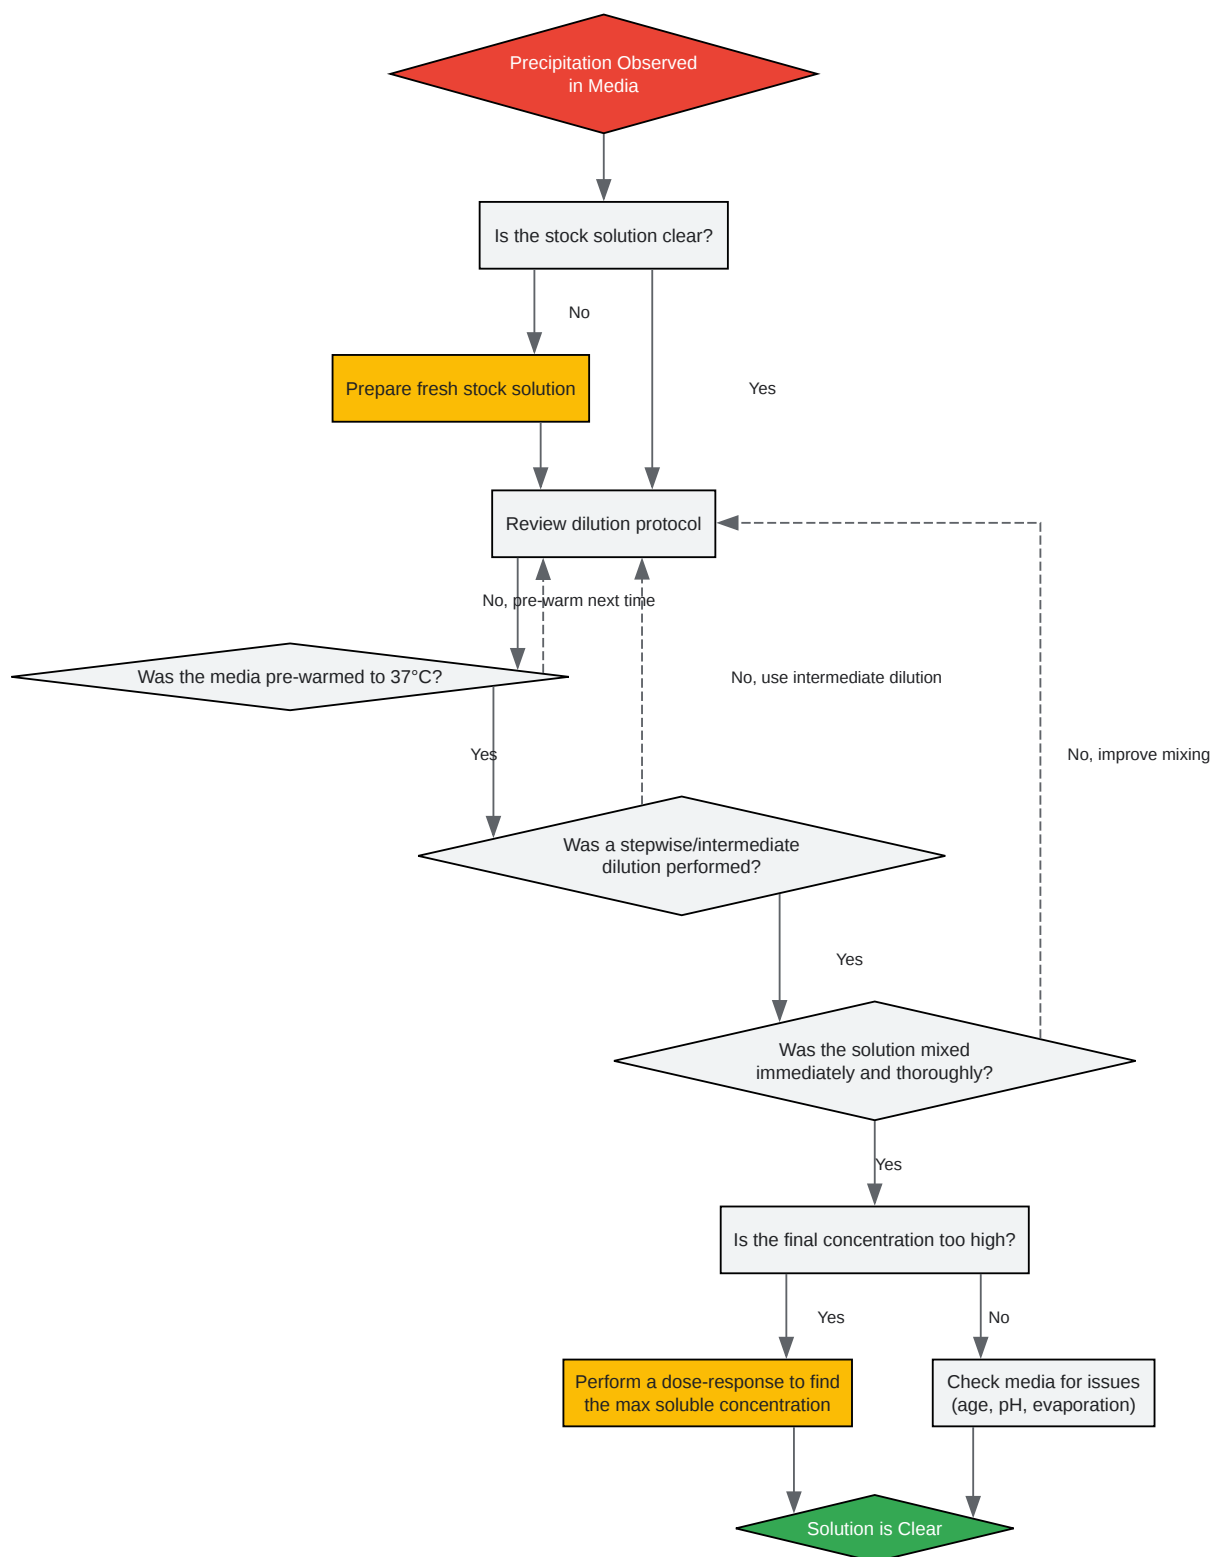 Precipitation Observed
in Media
Is the stock solution clear?
No
Prepare fresh stock solution
Yes
Review dilution protocol
No, pre-warm next time
Was the media pre-warmed to 37°C?
No, use intermediate dilution
Yes
No, improve mixing
Was a stepwise/intermediate
dilution performed?
Yes
Was the solution mixed
immediately and thoroughly?
Yes
Is the final concentration too high?
Yes
No
Perform a dose-response to find
the max soluble concentration
Check media for issues
(age, pH, evaporation)
Solution is Clear